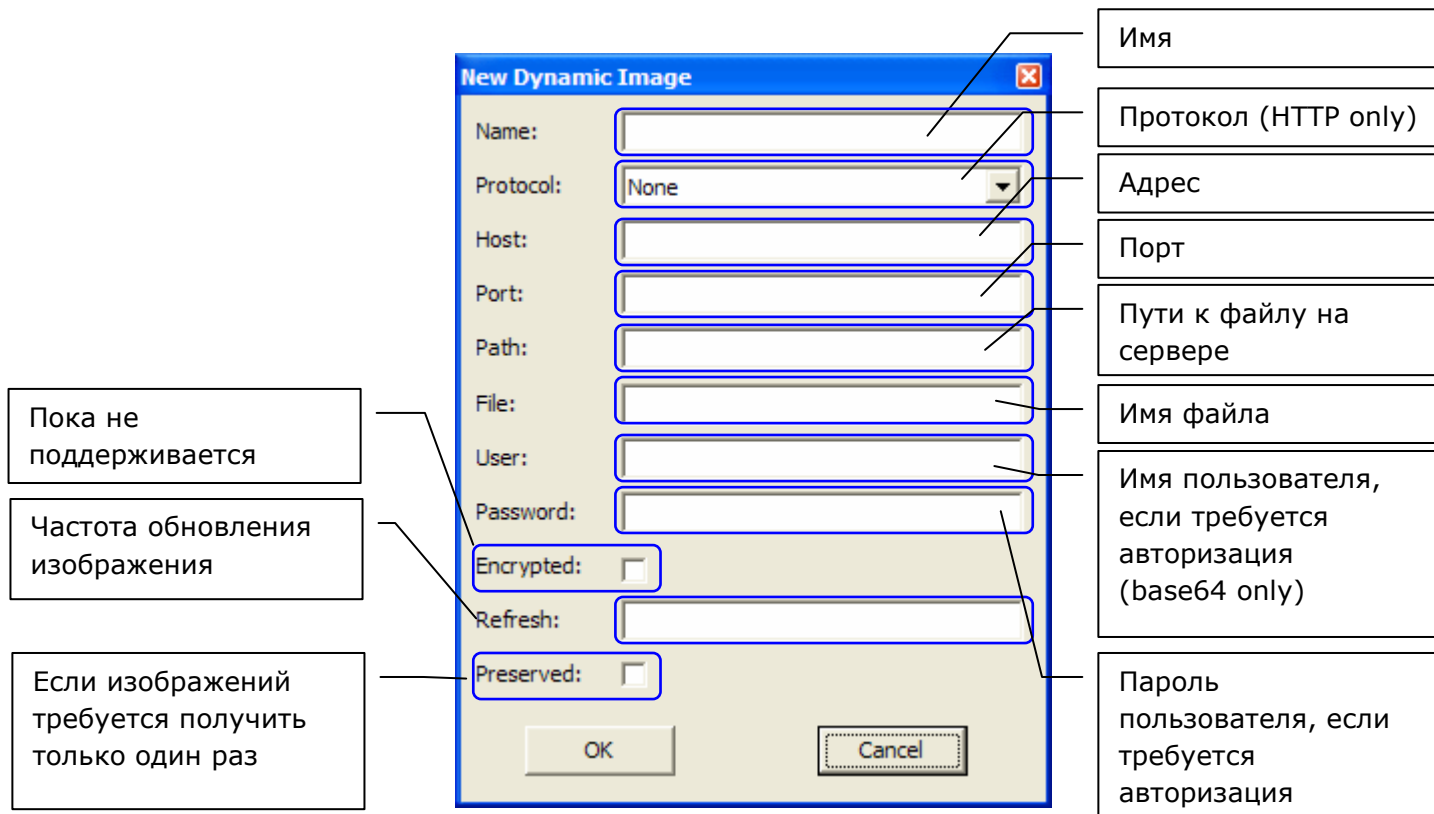 Имя
New Dynamic Image
Name:
Протокол (HTTP only)
Protocol:
None
Адрес
Host:
Порт
Port:
Пути к файлу на
сервере
Path:
File:
Имя файла
Пока не
поддерживается
User:
Имя пользователя,
если требуется
авторизация
(base64 only)
Password:
Частота обновления
изображения
Encrypted:
Refresh:
Если изображений
требуется получить
только один раз
Preserved:
Пароль
пользователя, если
требуется
авторизация
OK
Cancel